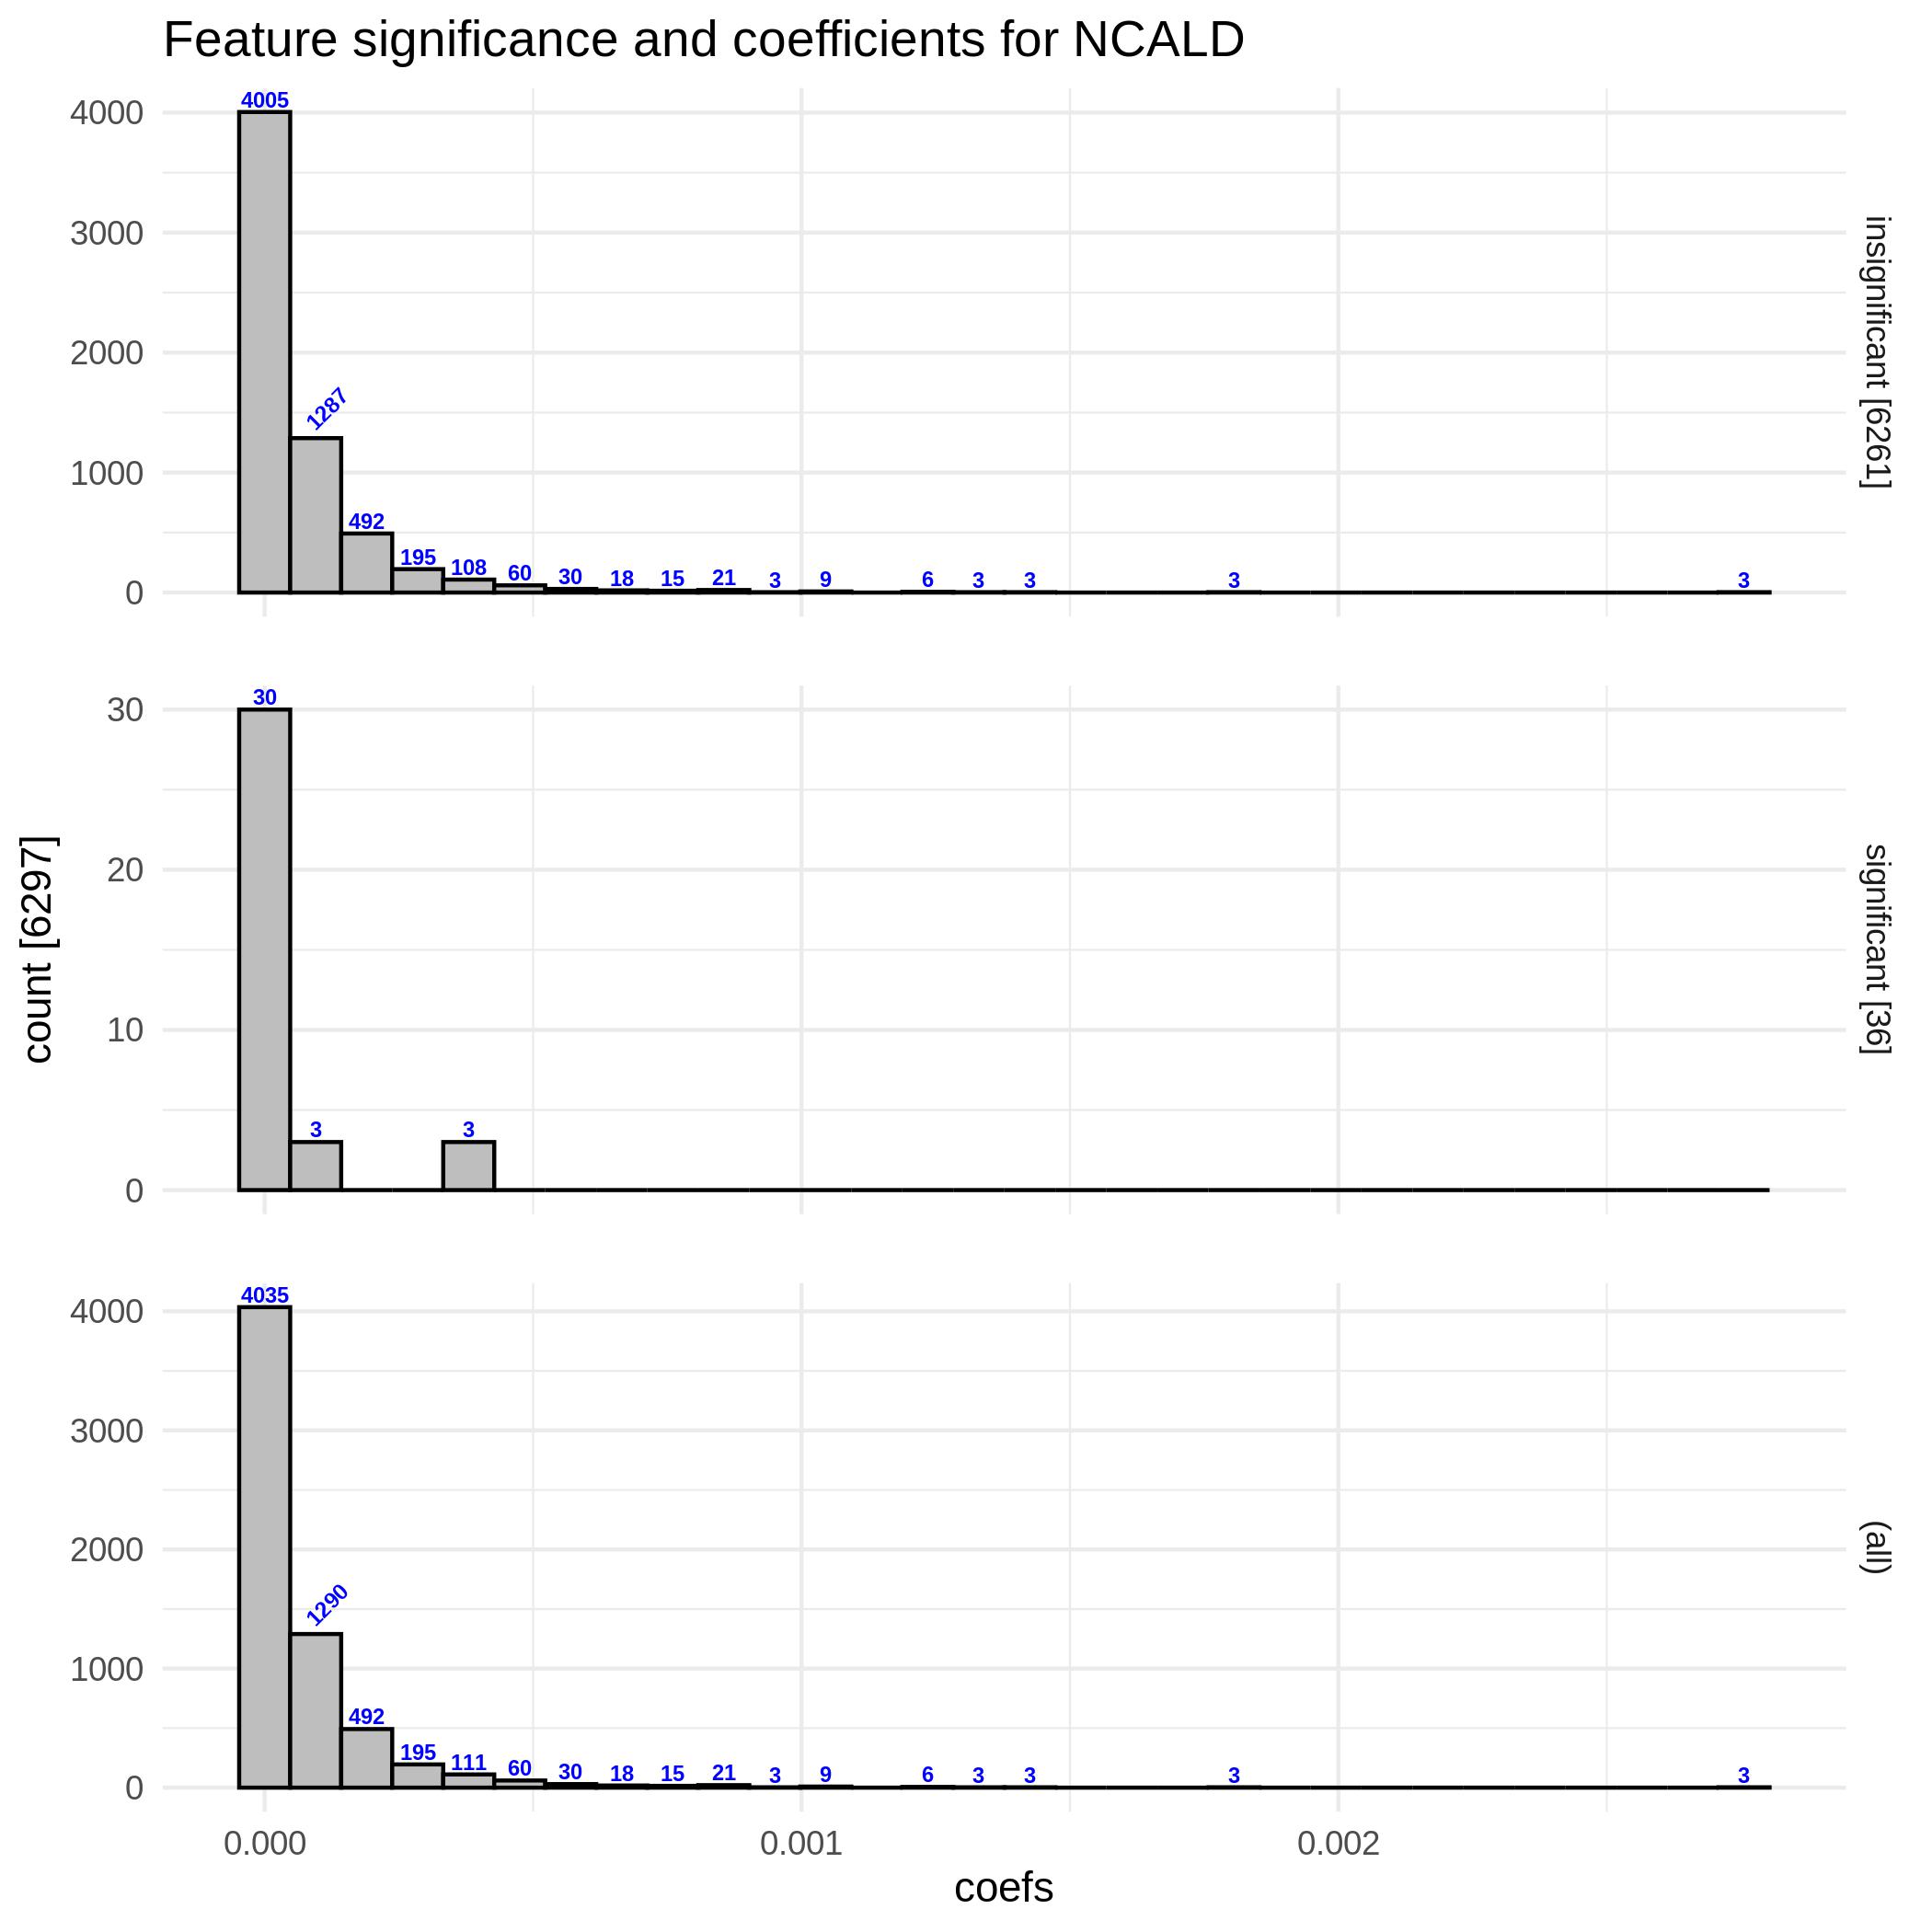 Feature significance and coefficients for NCALD
4005
4000
3000
2000
1287
1000
492
195 108 60 30 18 15 21 3 9 6 3 3 3 3
0
insignificant [6261]
30
30
20
10
3 3
0
significant [36]
count [6297]
4035
4000
3000
2000
1290
1000
492
195 111 60 30 18 15 21 3 9 6 3 3 3 3
0
(all)
0.000 0.001 0.002
coefs